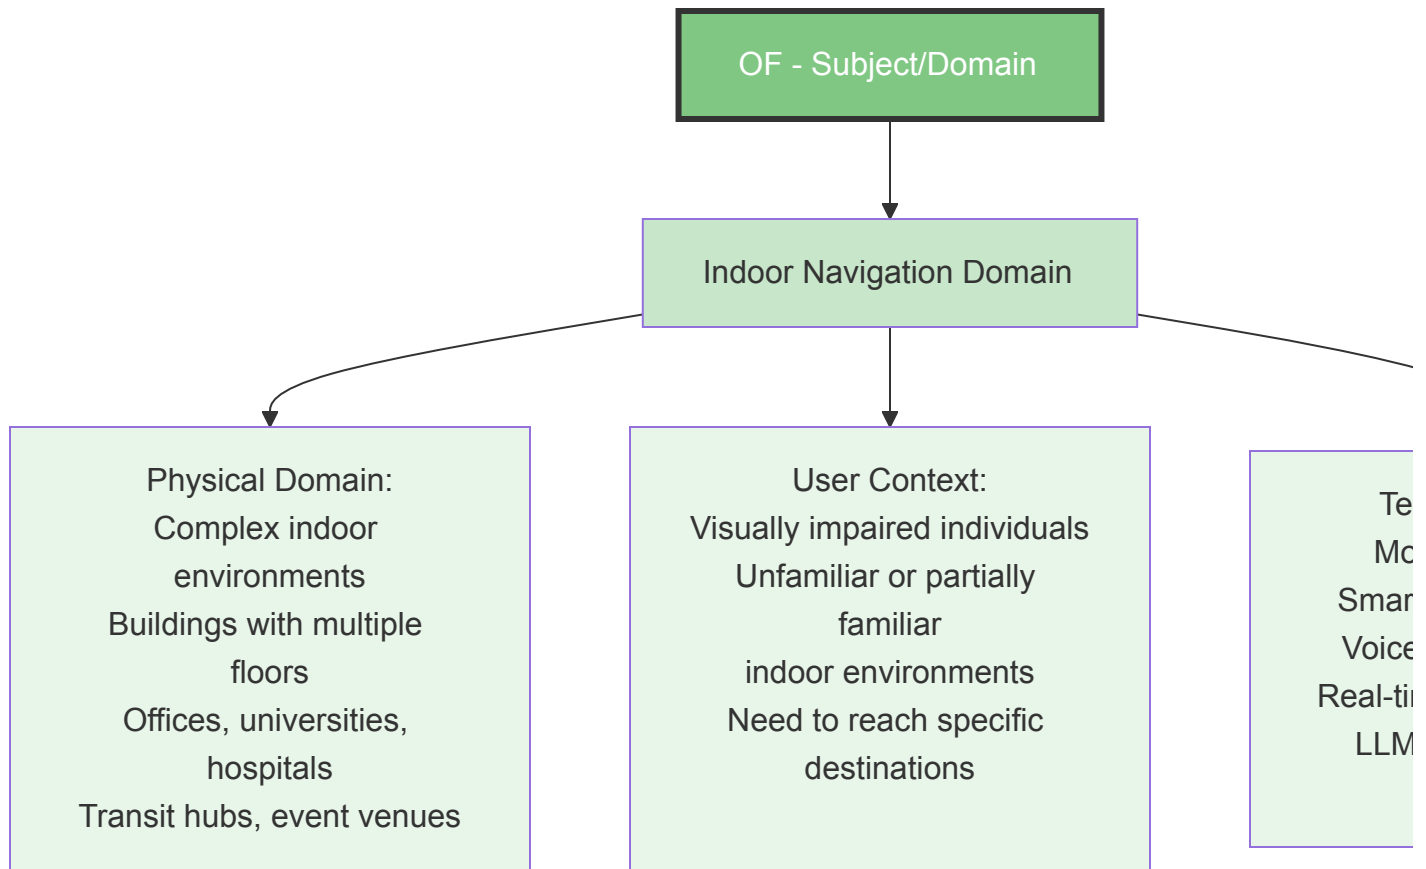 OF - Subject/Domain
Indoor Navigation Domain
Physical Domain:
Complex indoor
environments
Buildings with multiple
floors
Offices, universities,
hospitals
Transit hubs, event venues
User Context:
Visually impaired individuals
Unfamiliar or partially
familiar
indoor environments
Need to reach specific
destinations
Voice
LLM